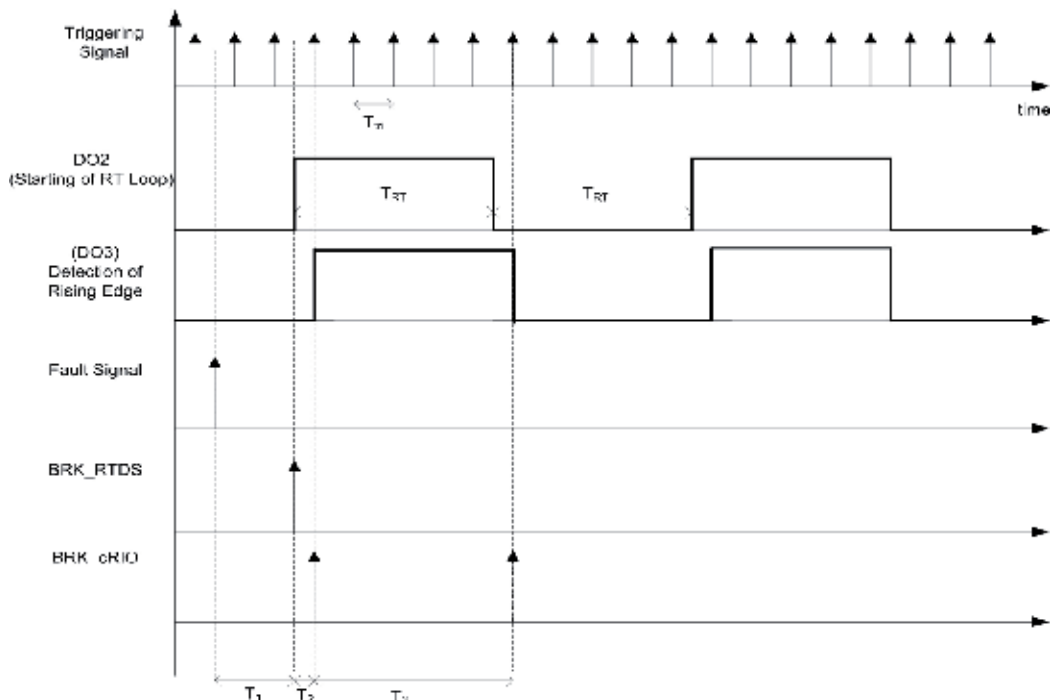 Triggering
Signal
time
DO2
(Starting of RT Loop)
TRT
TRT
(DO3)
Detection of
Rising Edge
Fault Signal
BRK_RTDS
BRK_cRIO
T1
T2